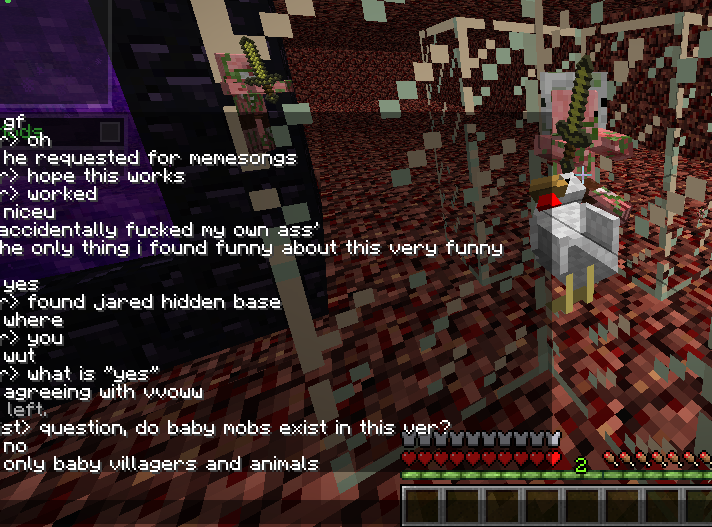 gf
r> oh
he requested for memesongs
r> hope this works
r> worked
niceu
accidentally fucked my own ass'
he only thing i found funny about this very funny
yes
r> found jared hidden base
where
r> you
wut
r> what is "yes"
agreeing with vvoww
left.
st> question, do baby mobs exist in this ver?
no
only baby villagers and animals
2